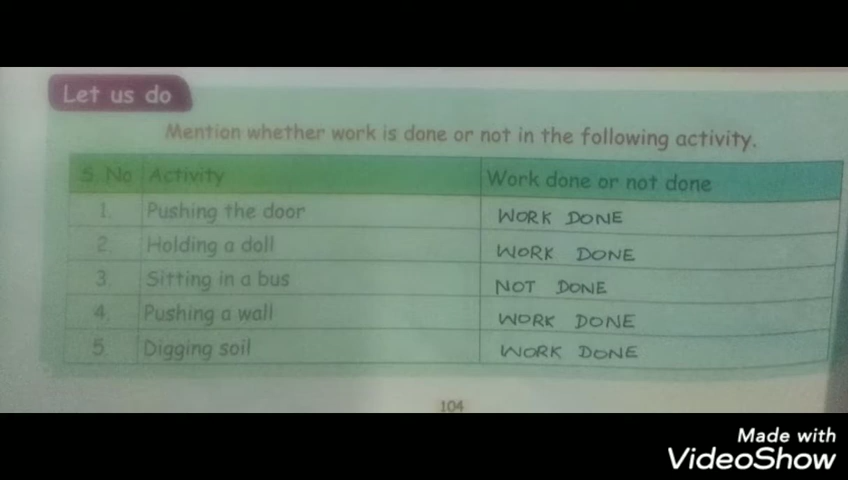 Let us do
Mention whether work is done or not in the following activity.
S. No Activity Work done or not done
1. Pushing the door WORK DONE
2. Holding a doll WORK DONE
3. Sitting in a bus NOT DONE
4. Pushing a wall WORK DONE
5. Digging soil WORK DONE
104
Made with
VideoShow